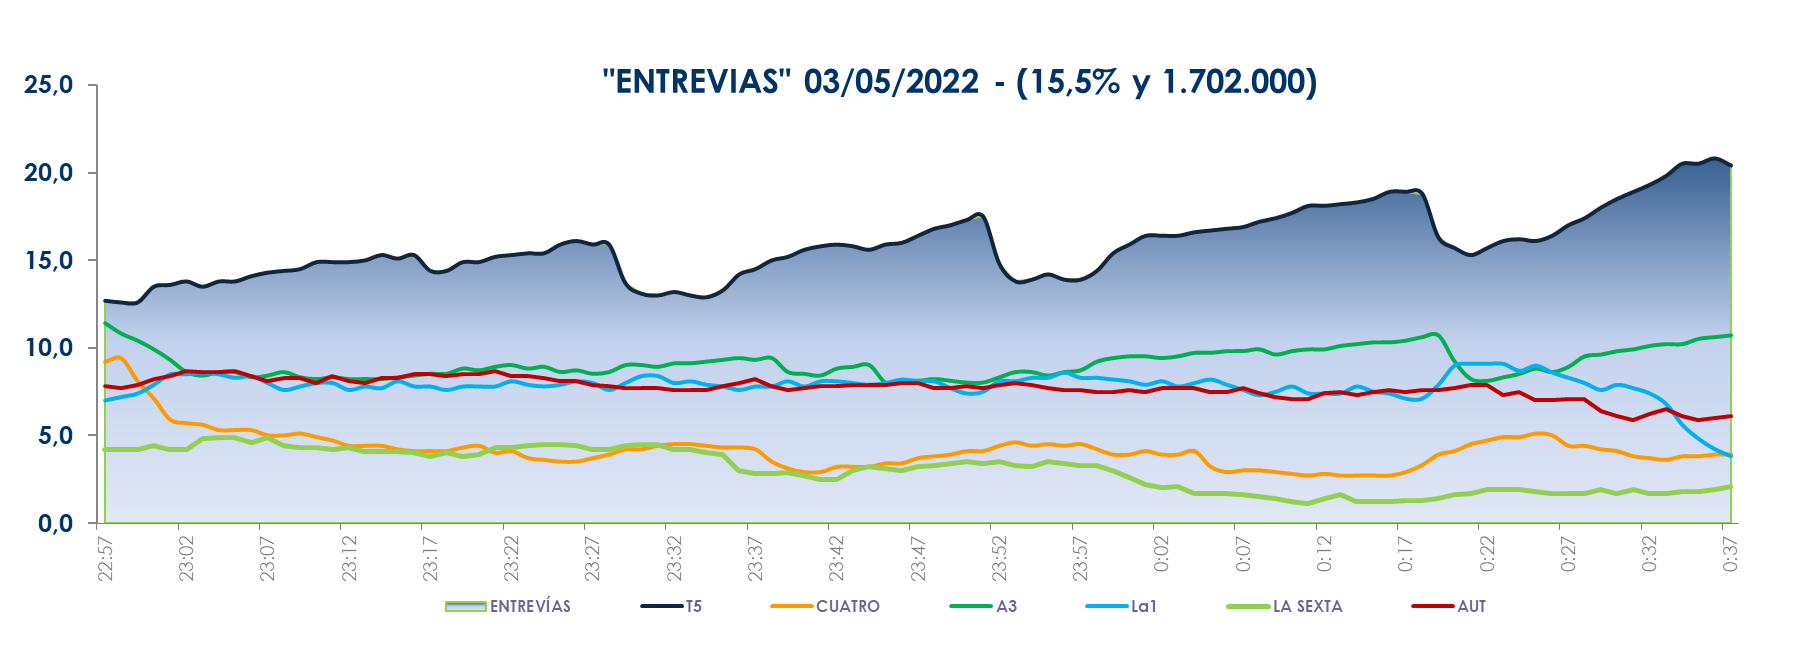 "ENTREVIAS" 03/05/2022 - (15,5% y 1.702.000)
25,0
20,0
15,0
10,0
5,0
0,0
22:57 23:02 23:07 23:12 23:17 23:22 23:27 23:32 23:37 23:42 23:47 23:52 23:57 0:02 0:07 0:12 0:17 0:22 0:27 0:32 0:37
ENTREVÍAS T5 CUATRO A3 La1 LA SEXTA AUT